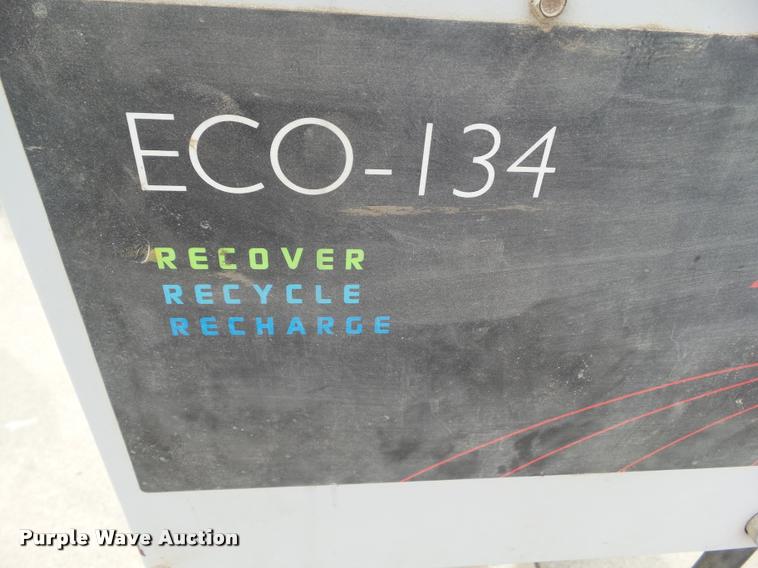 ECO-134
RECOVER
RECYCLE
RECHARGE
Purple Wave Auction